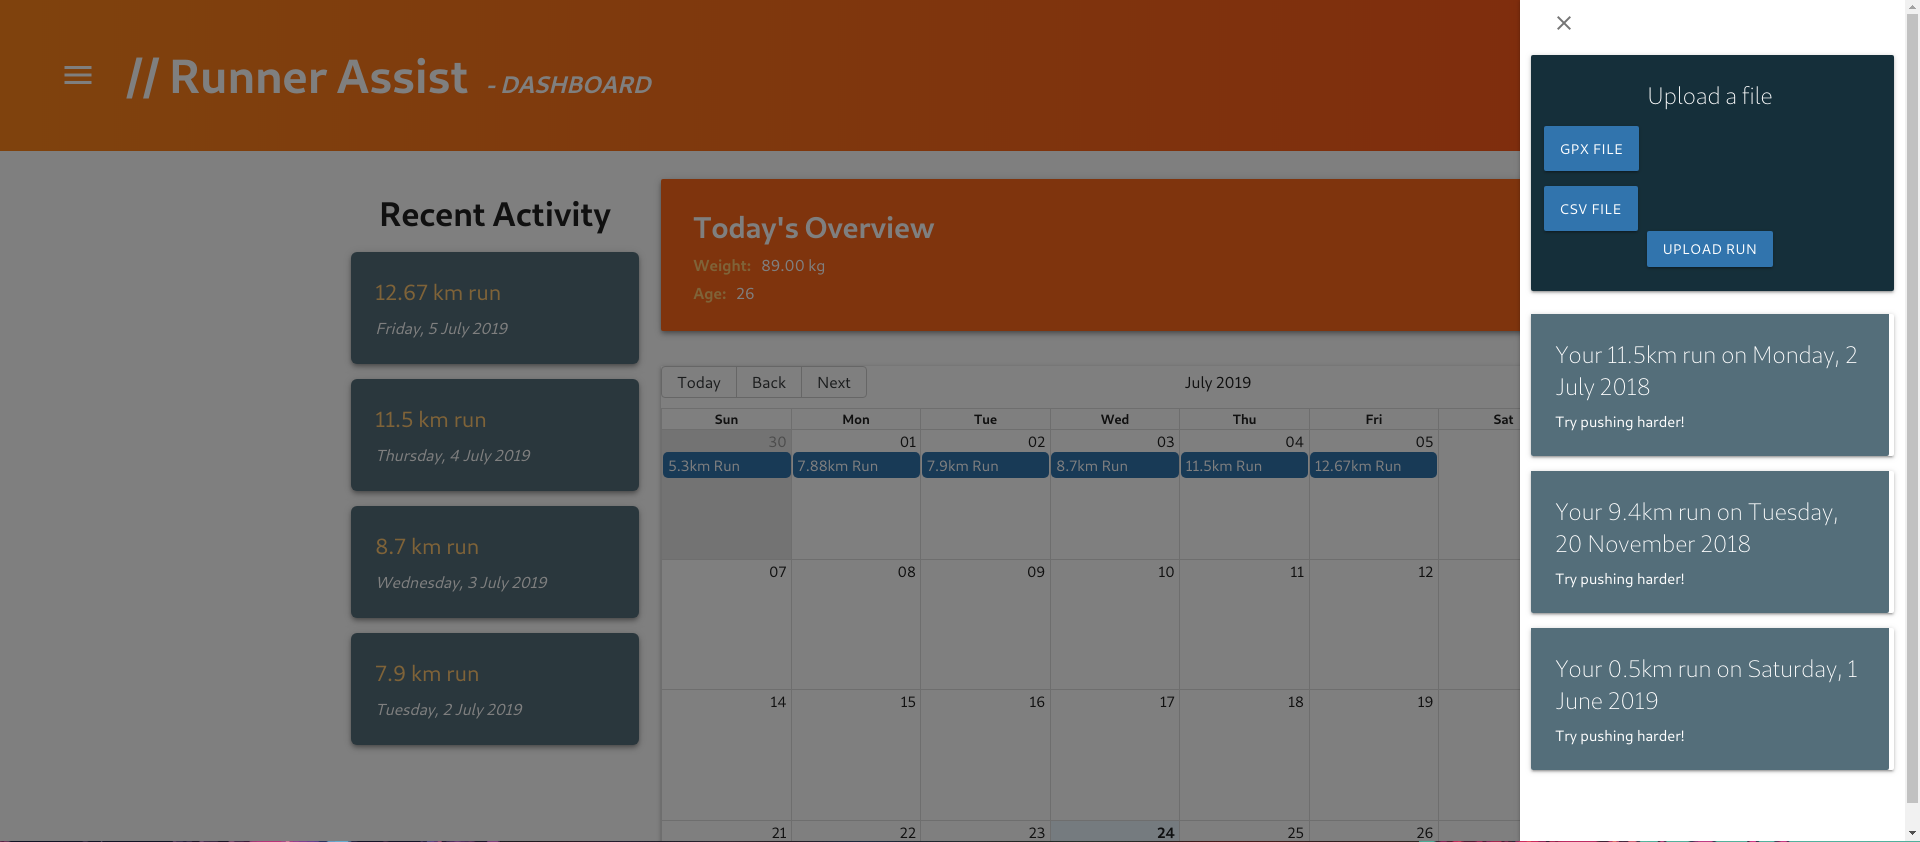 // Runner Assist - DASHBOARD
Recent Activity
12.67 km run
Friday, 5 July 2019
11.5 km run
Thursday, 4 July 2019
8.7 km run
Wednesday, 3 July 2019
7.9 km run
Tuesday, 2 July 2019
Today's Overview
Weight: 89.00 kg
Age: 26
Today Back Next July 2019
Sun Mon Tue Wed Thu Fri Sat
30 01 02 03 04 05
5.3km Run 7.88km Run 7.9km Run 8.7km Run 11.5km Run 12.67km Run
07 08 09 10 11 12
14 15 16 17 18 19
21 22 23 24 25 26
Upload a file
GPX FILE
CSV FILE
UPLOAD RUN
Your 11.5km run on Monday, 2
July 2018
Try pushing harder!
Your 9.4km run on Tuesday,
20 November 2018
Try pushing harder!
Your 0.5km run on Saturday, 1
June 2019
Try pushing harder!